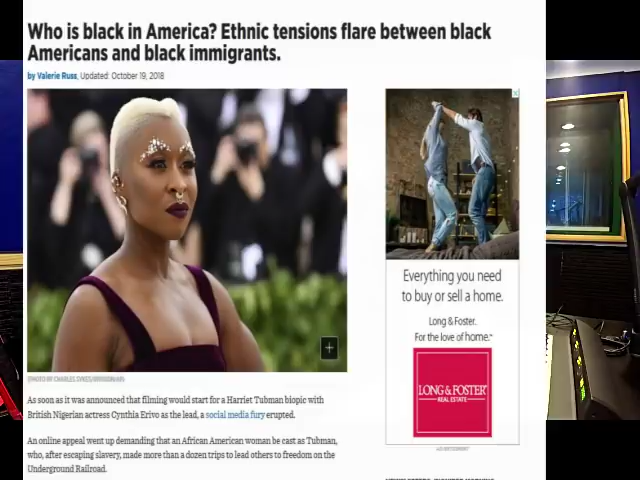 Who is black in America? Ethnic tensions flare between black
Americans and black immigrants.
by Valerie Russ, Updated: October 19, 2018
As soon as it was announced that filming would start for a Harriet Tubman biopic with
British Nigerian actress Cynthia Erivo as the lead, a social media fury erupted.
An online appeal went up demanding that an African American woman be cast as Tubman,
who, after escaping slavery, made more than a dozen trips to lead others to freedom on the
Underground Railroad.
Everything you need
to buy or sell a home.
Long & Foster.
For the love of home.™
LONG & FOSTER
REAL ESTATE
ADVERTISEMENT